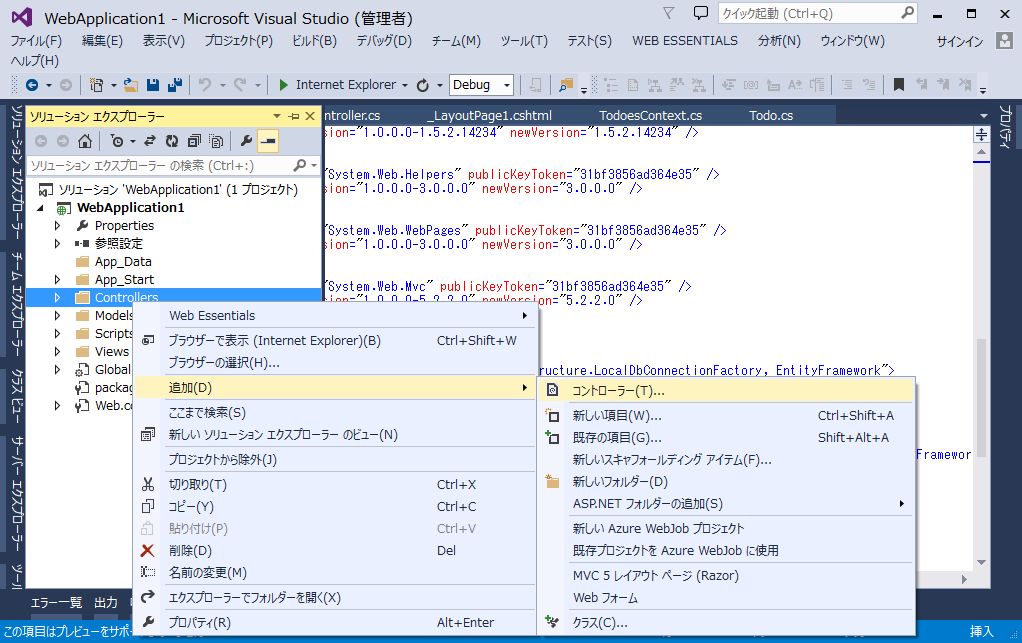 WebApplication1 - Microsoft Visual Studio (管理者)
クイック起動 (Ctrl+Q)
ファイル(F) 編集(E) 表示(V) プロジェクト(P) ビルド(B) デバッグ(D) チーム(M) ツール(T) テスト(S) WEB ESSENTIALS 分析(N) ウィンドウ(W) サインイン
ヘルプ(H)
Internet Explorer Debug
ソリューション エクスプローラー
ソリューション エクスプローラー の検索 (Ctrl+:)
ソリューション 'WebApplication1' (1 プロジェクト)
WebApplication1
Properties
参照設定
App_Data
App_Start
Controllers
Models
Scripts
Views
Global
packag
Web.co
ntroller.cs _LayoutPage1.cshtml TodoesContext.cs Todo.cs
sion="1.0.0.0-1.5.2.14234" newVersion="1.5.2.14234" />
"System.Web.Helpers" publicKeyToken="31bf3856ad364e35" />
sion="1.0.0.0-3.0.0.0" newVersion="3.0.0.0" />
"System.Web.WebPages" publicKeyToken="31bf3856ad364e35" />
sion="1.0.0.0-3.0.0.0" newVersion="3.0.0.0" />
"System.Web.Mvc" publicKeyToken="31bf3856ad364e35" />
sion="1.0.0.0-5.2.2.0" newVersion="5.2.2.0" />
ructure.LocalDbConnectionFactory, EntityFramework">
Framewor
Web Essentials
ブラウザーで表示 (Internet Explorer)(B) Ctrl+Shift+W
ブラウザーの選択(H)...
追加(D)
ここまで検索(S)
新しい ソリューション エクスプローラー のビュー(N)
プロジェクトから除外(J)
切り取り(T) Ctrl+X
コピー(Y) Ctrl+C
貼り付け(P) Ctrl+V
削除(D) Del
名前の変更(M)
エクスプローラーでフォルダーを開く(X)
プロパティ(R) Alt+Enter
コントローラー(T)...
新しい項目(W)... Ctrl+Shift+A
既存の項目(G)... Shift+Alt+A
新しいスキャフォールディング アイテム(F)...
新しいフォルダー(D)
ASP.NET フォルダーの追加(S)
新しい Azure WebJob プロジェクト
既存プロジェクトを Azure WebJob に使用
MVC 5 レイアウト ページ (Razor)
Web フォーム
クラス(C)...
ソリューション エクスプローラー
チーム エクスプローラー
クラス ビュー
サーバー エクスプローラー
ツール
プロパティ
エラー一覧 出力
この項目はプレビューをサポ
挿入